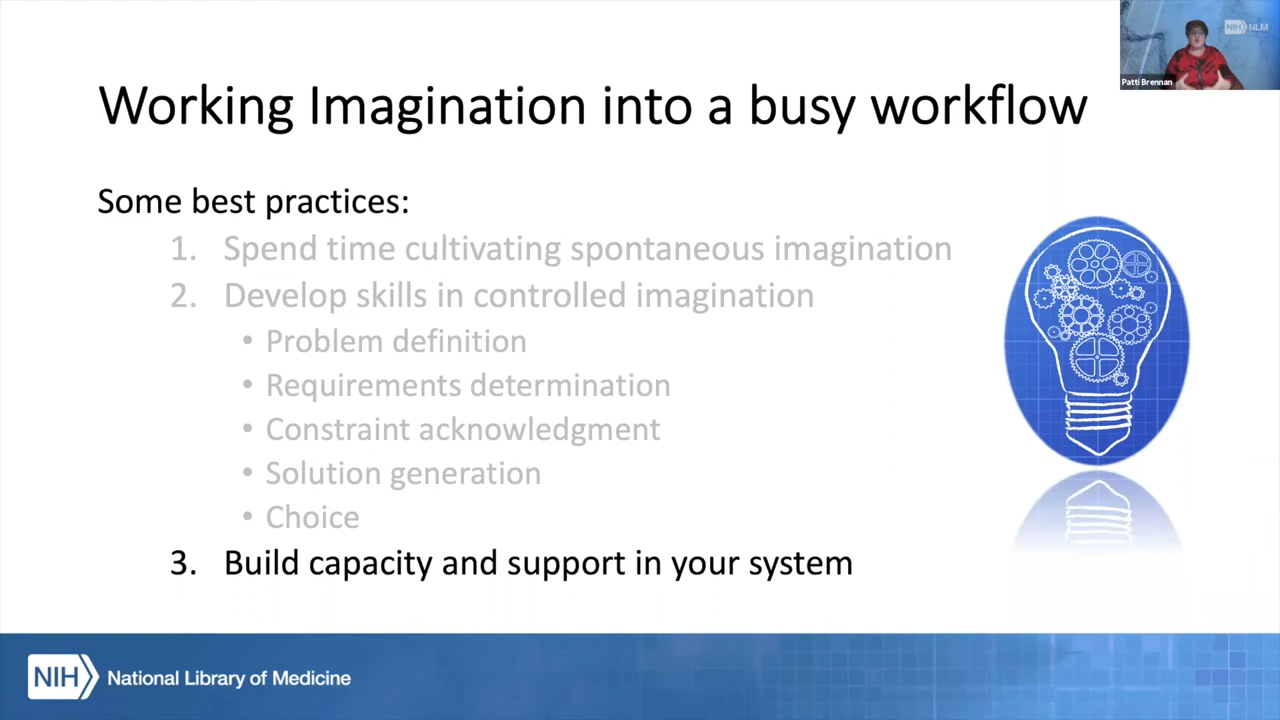 NIH NLM
Patti Brennan
Working Imagination into a busy workflow
Some best practices:
1. Spend time cultivating spontaneous imagination
2. Develop skills in controlled imagination
• Problem definition
• Requirements determination
• Constraint acknowledgment
• Solution generation
• Choice
3. Build capacity and support in your system
NIH National Library of Medicine